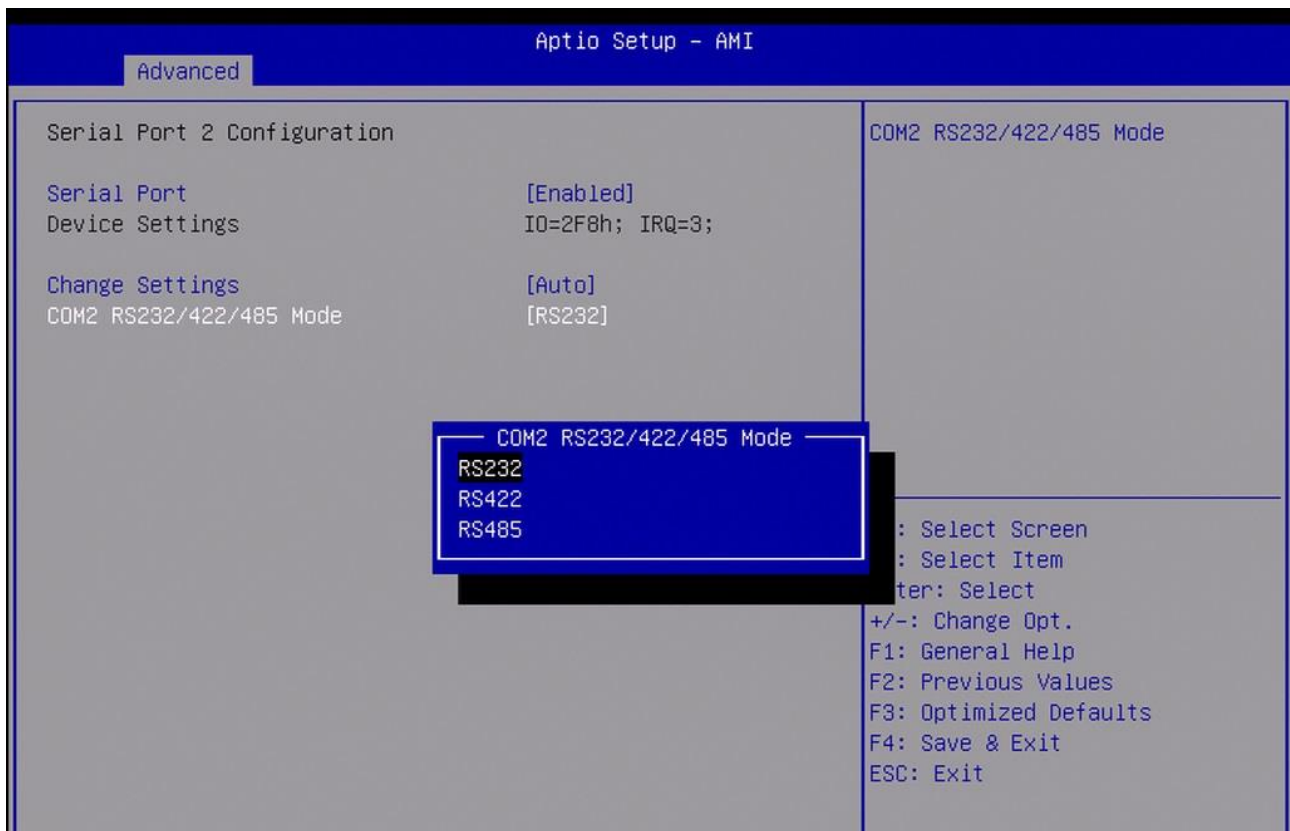 Aptio Setup - AMI
Advanced
Serial Port 2 Configuration
Serial Port [Enabled]
Device Settings IO=2F8h; IRQ=3;
Change Settings [Auto]
COM2 RS232/422/485 Mode [RS232]
COM2 RS232/422/485 Mode
RS232
RS422
RS485
COM2 RS232/422/485 Mode
: Select Screen
: Select Item
ter: Select
+/-: Change Opt.
F1: General Help
F2: Previous Values
F3: Optimized Defaults
F4: Save & Exit
ESC: Exit